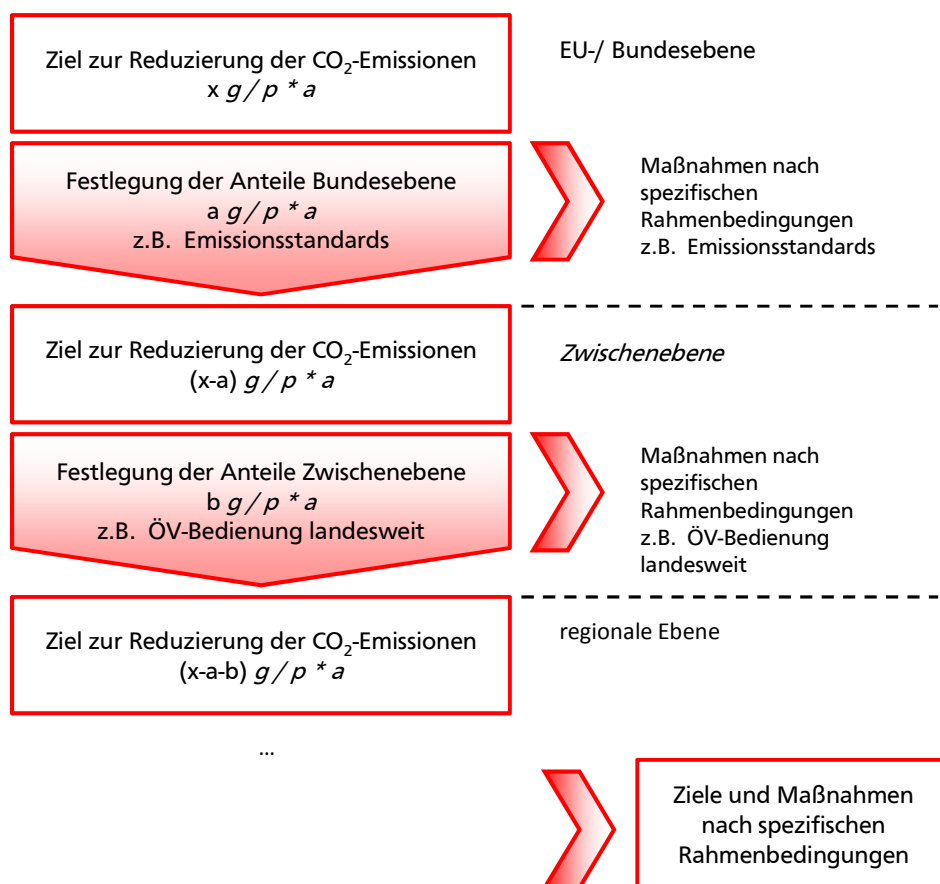 Ziel zur Reduzierung der CO₂-Emissionen
x g / p * a
EU-/ Bundesebene
Festlegung der Anteile Bundesebene
a g / p * a
z.B. Emissionsstandards
Maßnahmen nach
spezifischen
Rahmenbedingungen
z.B. Emissionsstandards
Ziel zur Reduzierung der CO₂-Emissionen
(x-a) g / p * a
Zwischenebene
Festlegung der Anteile Zwischenebene
b g / p * a
z.B. ÖV-Bedienung landesweit
Maßnahmen nach
spezifischen
Rahmenbedingungen
z.B. ÖV-Bedienung
landesweit
Ziel zur Reduzierung der CO₂-Emissionen
(x-a-b) g / p * a
regionale Ebene
...
Ziele und Maßnahmen
nach spezifischen
Rahmenbedingungen